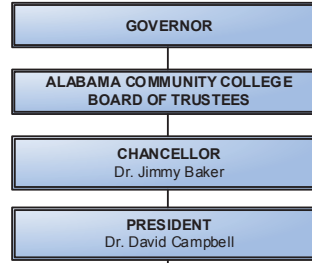 GOVERNOR
ALABAMA COMMUNITY COLLEGE
BOARD OF TRUSTEES
CHANCELLOR
Dr. Jimmy Baker
PRESIDENT
Dr. David Campbell